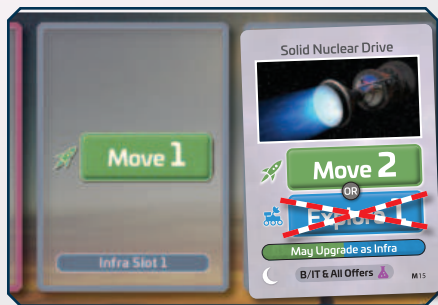 Move 1
Infra Slot 1
Solid Nuclear Drive
Move 2
OR
Explore 1
May Upgrade as Infra
B/IT & All Offers
M15